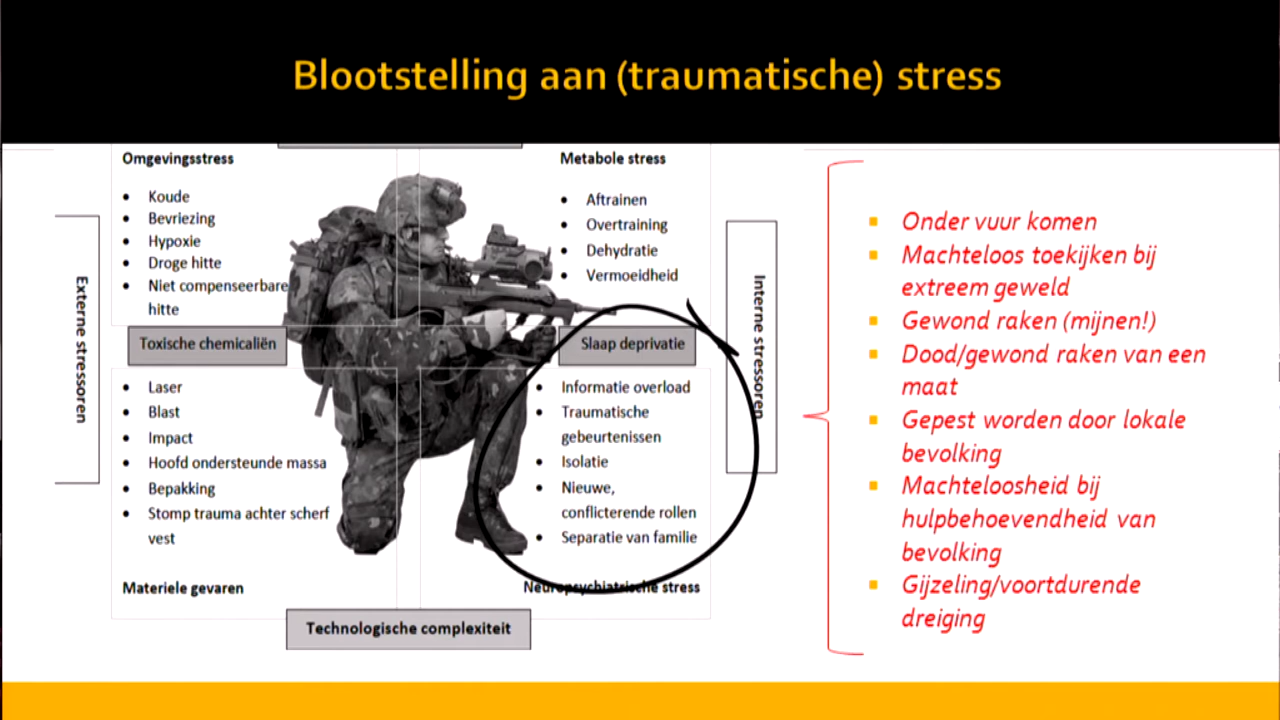 Blootstelling aan (traumatische) stress
Omgevingsstress
• Koude
• Bevriezing
• Hypoxie
• Droge hitte
• Niet compenseerbare
hitte
Metabole stress
• Aftrainen
• Overtraining
• Dehydratie
• Vermoeidheid
Externe stressoren
Interne stressoren
Toxische chemicaliën
Slaap deprivatie
• Laser
• Blast
• Impact
• Hoofd ondersteunde massa
• Bepakking
• Stomp trauma achter scherf
vest
Materiele gevaren
• Informatie overload
• Traumatische
gebeurtenissen
• Isolatie
• Nieuwe,
conflicterende rollen
• Separatie van familie
Neuropsychiatrische stress
Technologische complexiteit
▪ Onder vuur komen
▪ Machteloos toekijken bij
extreem geweld
▪ Gewond raken (mijnen!)
▪ Dood/gewond raken van een
maat
▪ Gepest worden door lokale
bevolking
▪ Machteloosheid bij
hulpbehoevendheid van
bevolking
▪ Gijzeling/voortdurende
dreiging